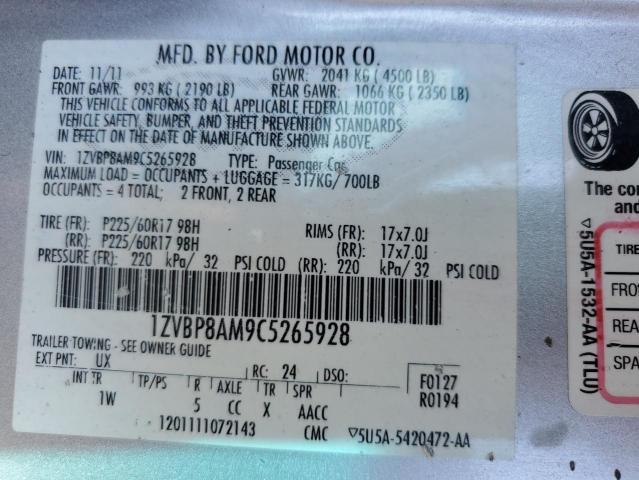 MFD. BY FORD MOTOR CO.
DATE: 11/11 GVWR: 2041 KG ( 4500 LB)
FRONT GAWR: 993 KG ( 2190 LB) REAR GAWR: 1066 KG ( 2350 LB)
THIS VEHICLE CONFORMS TO ALL APPLICABLE FEDERAL MOTOR
VEHICLE SAFETY, BUMPER, AND THEFT PREVENTION STANDARDS
IN EFFECT ON THE DATE OF MANUFACTURE SHOWN ABOVE.
VIN: 1ZVBP8AM9C5265928 TYPE: Passenger Car
MAXIMUM LOAD = OCCUPANTS + LUGGAGE = 317KG/ 700LB
OCCUPANTS = 4 TOTAL; 2 FRONT, 2 REAR
TIRE (FR): P225/60R17 98H RIMS (FR): 17x7.0J
(RR): P225/60R17 98H (RR): 17x7.0J
PRESSURE (FR): 220 kPa/ 32 PSI COLD (RR): 220 kPa/ 32 PSI COLD
1ZVBP8AM9C5265928
TRAILER TOWING - SEE OWNER GUIDE
EXT PNT: UX RC: 24 DSO: F0127
INT TR TP/PS R AXLE TR SPR R0194
1W 5 CC X AACC
1201111072143 CMC ▽5U5A-5420472-AA
The
and
▽5U5A-1532-AA (TLU)
TIRE
REA
SPA